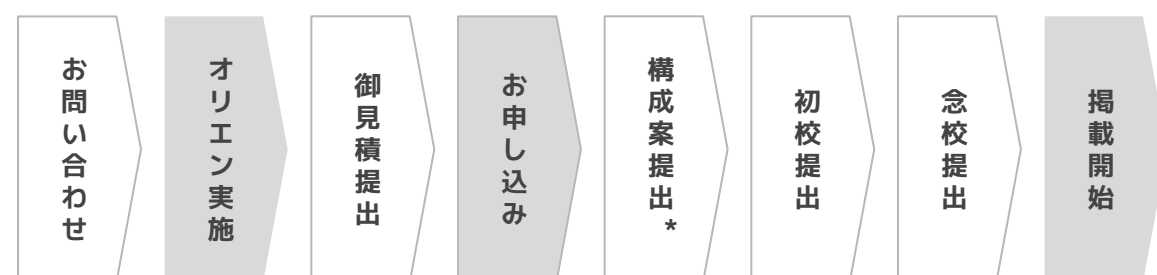 お問い合わせ
オリエン実施
御見積提出
お申し込み
構成案提出*
初校提出
念校提出
掲載開始